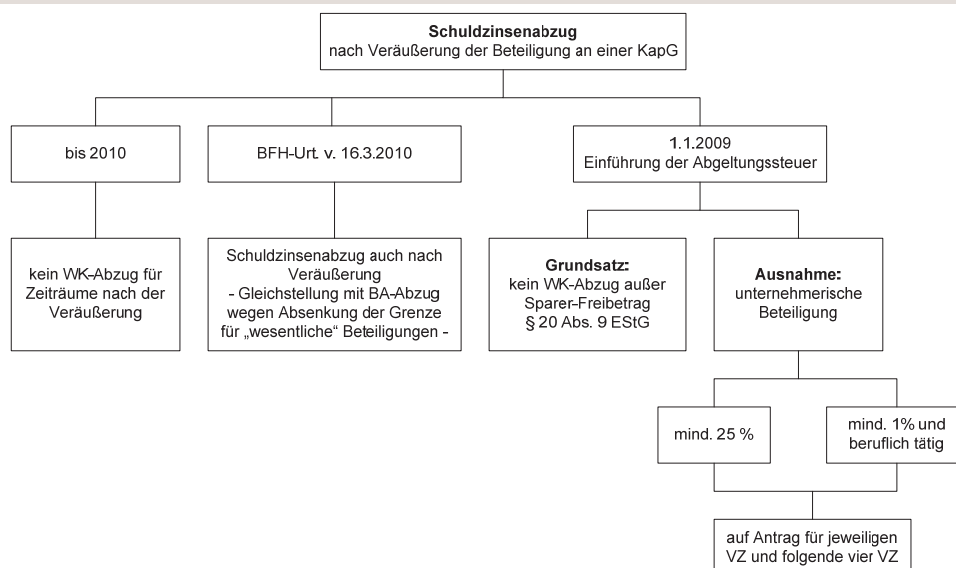 Schuldzinsenabzug
nach Veräußerung der Beteiligung an einer KapG
bis 2010
BFH-Urt. v. 16.3.2010
1.1.2009
Einführung der Abgeltungssteuer
kein WK-Abzug für
Zeiträume nach der
Veräußerung
Schuldzinsenabzug auch nach
Veräußerung
- Gleichstellung mit BA-Abzug
wegen Absenkung der Grenze
für „wesentliche“ Beteiligungen -
Grundsatz:
kein WK-Abzug außer
Sparer-Freibetrag
§ 20 Abs. 9 EStG
Ausnahme:
unternehmerische
Beteiligung
mind. 25 %
mind. 1% und
beruflich tätig
auf Antrag für jeweiligen
VZ und folgende vier VZ